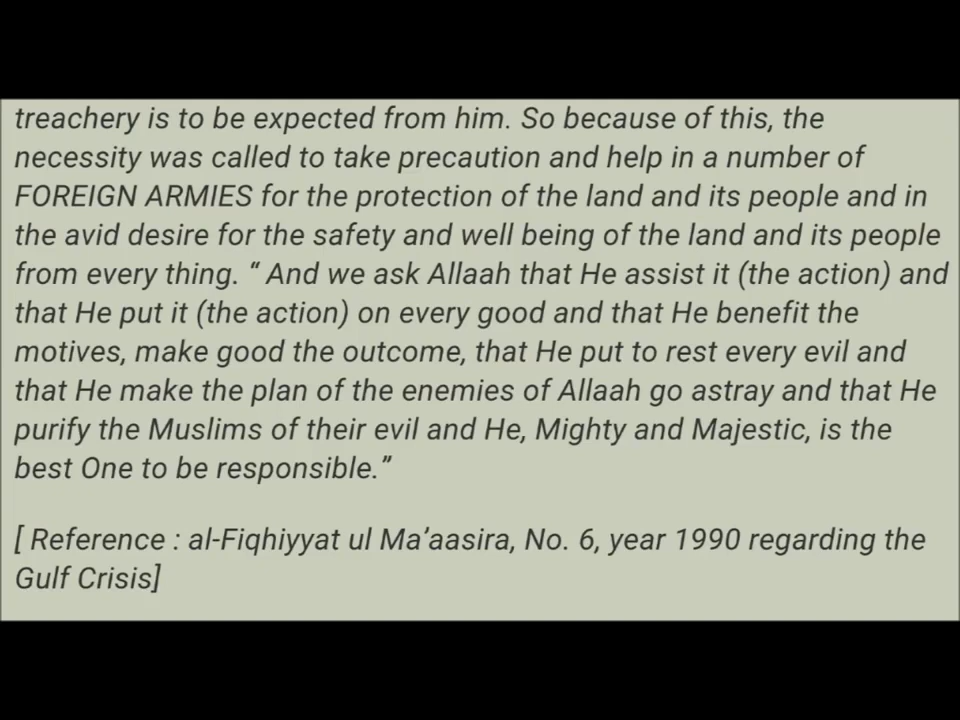 treachery is to be expected from him. So because of this, the
necessity was called to take precaution and help in a number of
FOREIGN ARMIES for the protection of the land and its people and in
the avid desire for the safety and well being of the land and its people
from every thing. “ And we ask Allaah that He assist it (the action) and
that He put it (the action) on every good and that He benefit the
motives, make good the outcome, that He put to rest every evil and
that He make the plan of the enemies of Allaah go astray and that He
purify the Muslims of their evil and He, Mighty and Majestic, is the
best One to be responsible.”
[ Reference : al-Fiqhiyyat ul Ma’aasira, No. 6, year 1990 regarding the
Gulf Crisis]